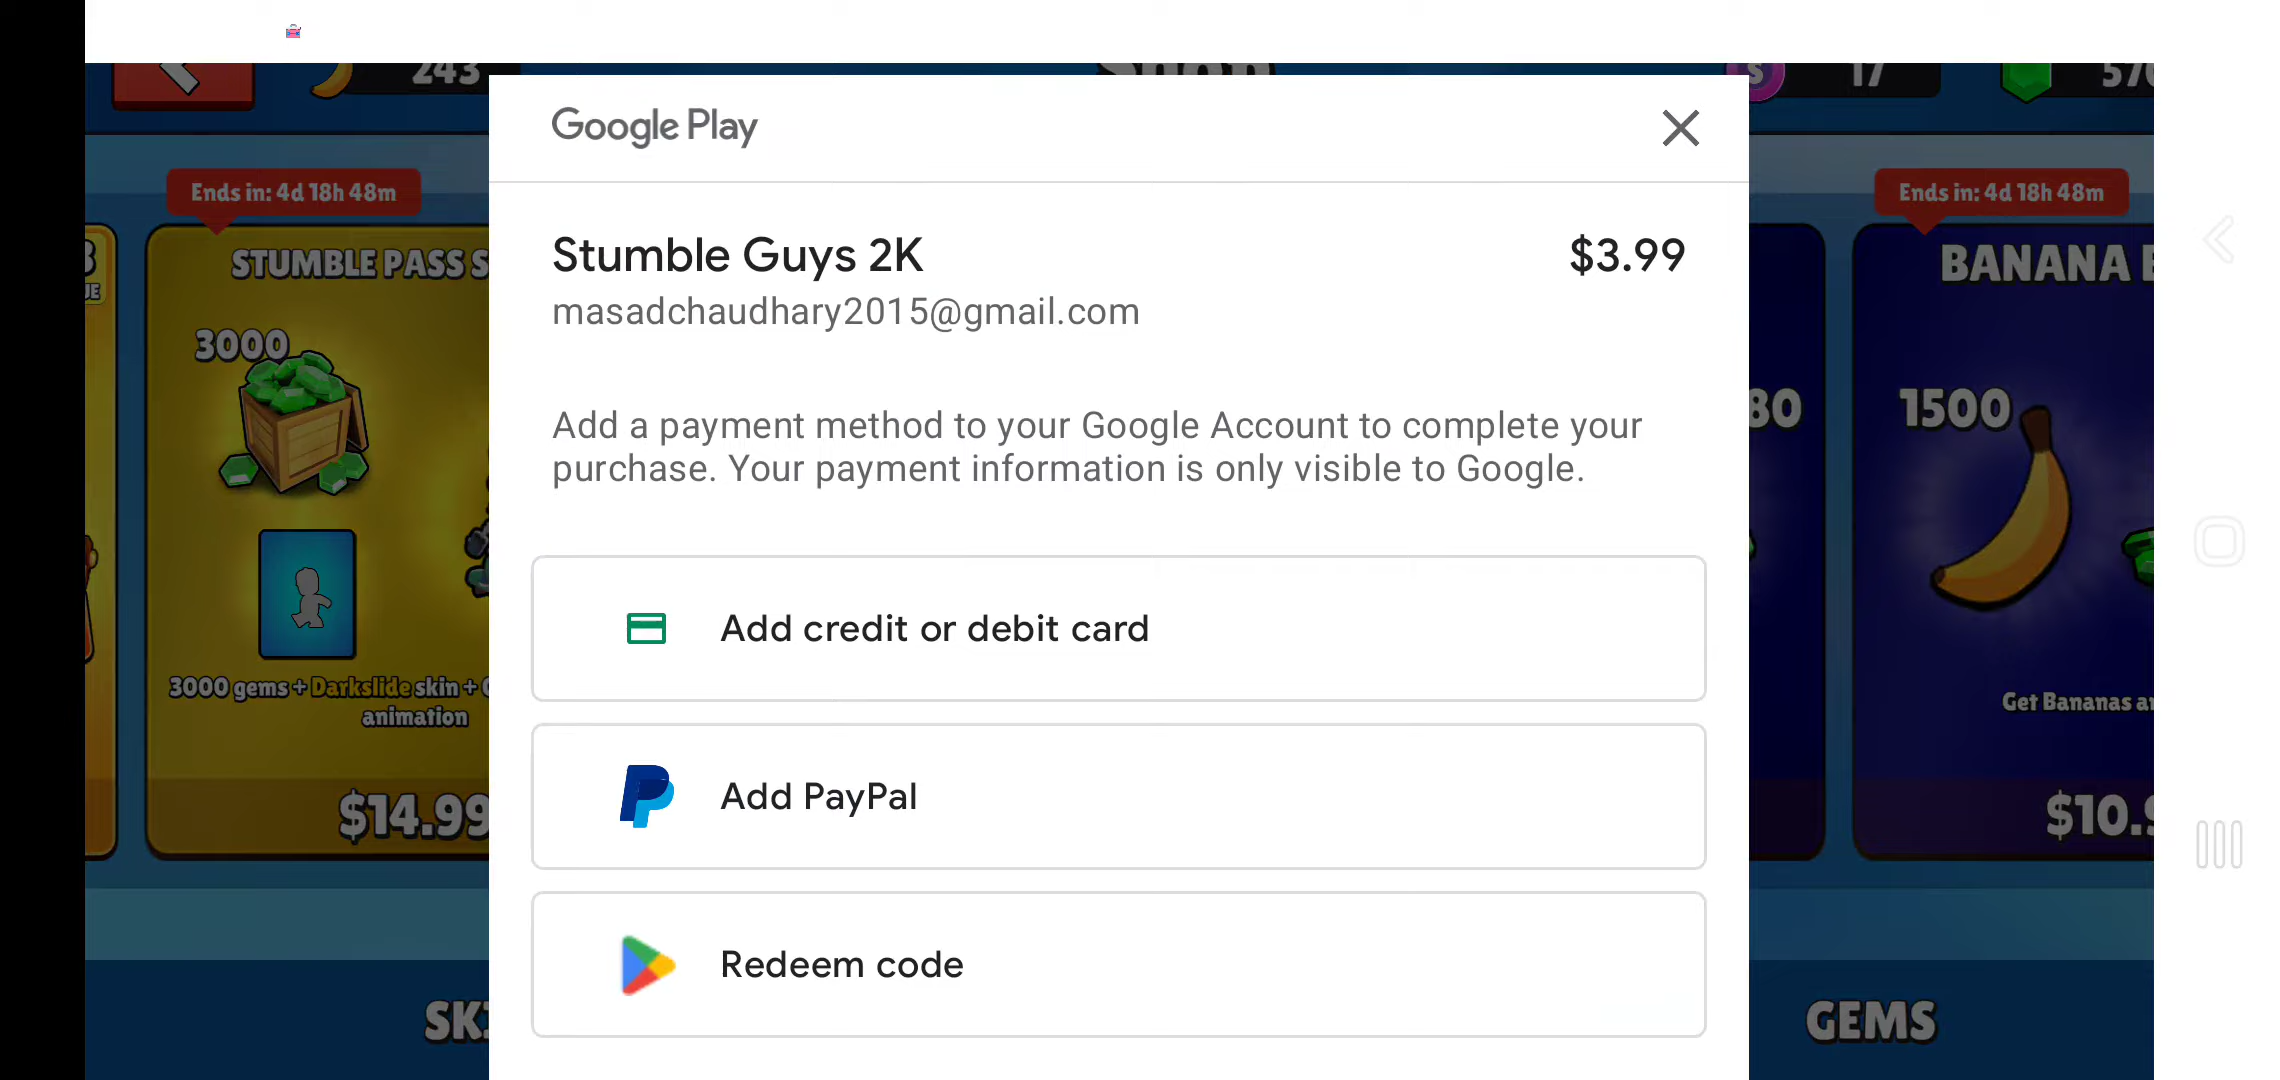 243
17
Google Play
Ends in: 4d 18h 48m
Ends in: 4d 18h 48m
STUMBLE PASS S
Stumble Guys 2K
$3.99
BANANA
masadchaudhary2015@gmail.com
3000
80
1500
Add a payment method to your Google Account to complete your
purchase. Your payment information is only visible to Google.
Add credit or debit card
3000 gems + Darkslide skin +
animation
Get Bananas
Add PayPal
$14.99
$10.9
Redeem code
GEMS